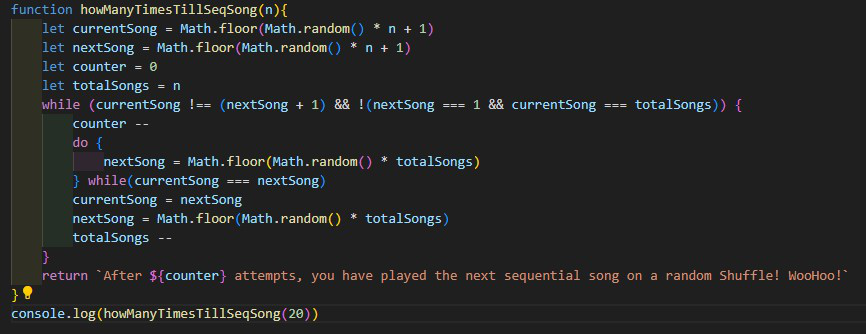 function howManyTimesTillSeqSong(n){
let currentSong = Math.floor(Math.random() * n + 1)
let nextSong = Math.floor(Math.random() * n + 1)
let counter = 0
let totalSongs = n
while (currentSong !== (nextSong + 1) && !(nextSong === 1 && currentSong === totalSongs)) {
counter --
do {
nextSong = Math.floor(Math.random() * totalSongs)
} while(currentSong === nextSong)
currentSong = nextSong
nextSong = Math.floor(Math.random() * totalSongs)
totalSongs --
}
return `After ${counter} attempts, you have played the next sequential song on a random Shuffle! WooHoo!`
}
console.log(howManyTimesTillSeqSong(20))